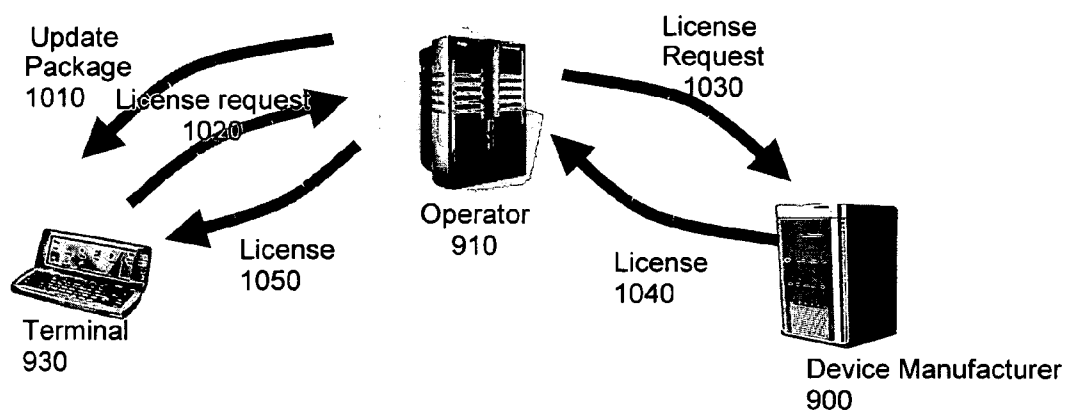 Update
Package
1010
License request
1020
License
Request
1030
Operator
910
License
1050
License
1040
Terminal
930
Device Manufacturer
900